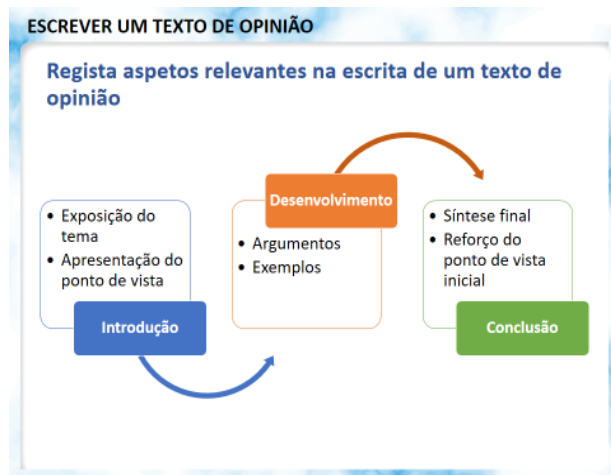 ESCREVER UM TEXTO DE OPINIÃO
Regista aspetos relevantes na escrita de um texto de
opinião
• Exposição do
tema
• Apresentação do
ponto de vista
Introdução
Desenvolvimento
• Argumentos
• Exemplos
• Síntese final
• Reforço do
ponto de vista
inicial
Conclusão